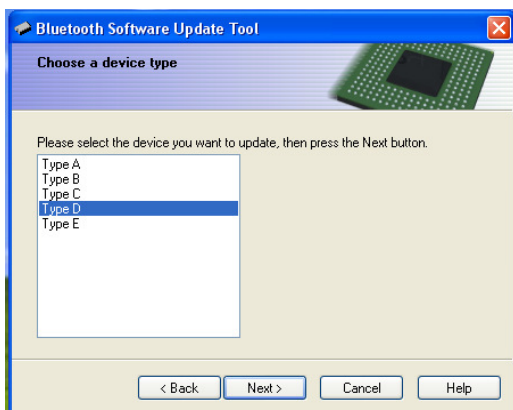 Bluetooth Software Update Tool
Choose a device type
Please select the device you want to update, then press the Next button.
Type A
Type B
Type C
Type D
Type E
< Back
Next >
Cancel
Help